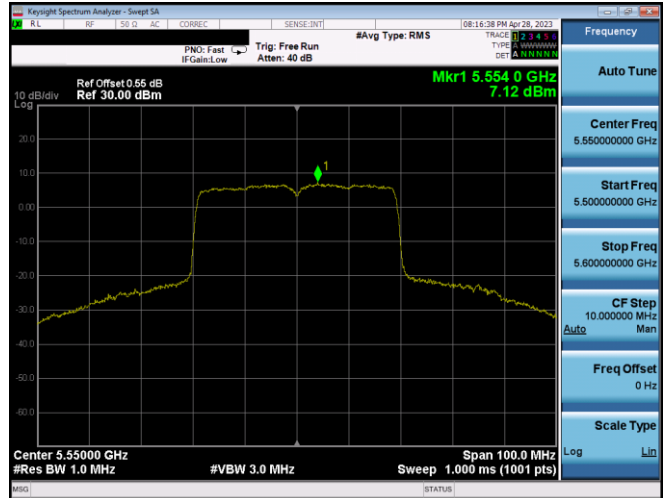 Keysight Spectrum Analyzer - Swept SA
RL RF 50 Ω AC CORREC SENSE:INT 08:16:38 PM Apr 28, 2023
#Avg Type: RMS TRACE 1 2 3 4 5 6
PNO: Fast Trig: Free Run TYPE A WWWWW
IFGain:Low Atten: 40 dB DET A N N N N N
Mkr1 5.554 0 GHz
7.12 dBm
Ref Offset 0.55 dB
10 dB/div Ref 30.00 dBm
Log
1
20.0
10.0
0.00
-10.0
-20.0
-30.0
-40.0
-50.0
-60.0
Center 5.55000 GHz Span 100.0 MHz
#Res BW 1.0 MHz #VBW 3.0 MHz Sweep 1.000 ms (1001 pts)
MSG STATUS
Frequency
Auto Tune
Center Freq
5.550000000 GHz
Start Freq
5.500000000 GHz
Stop Freq
5.600000000 GHz
CF Step
10.000000 MHz
Auto Man
Freq Offset
0 Hz
Scale Type
Log Lin